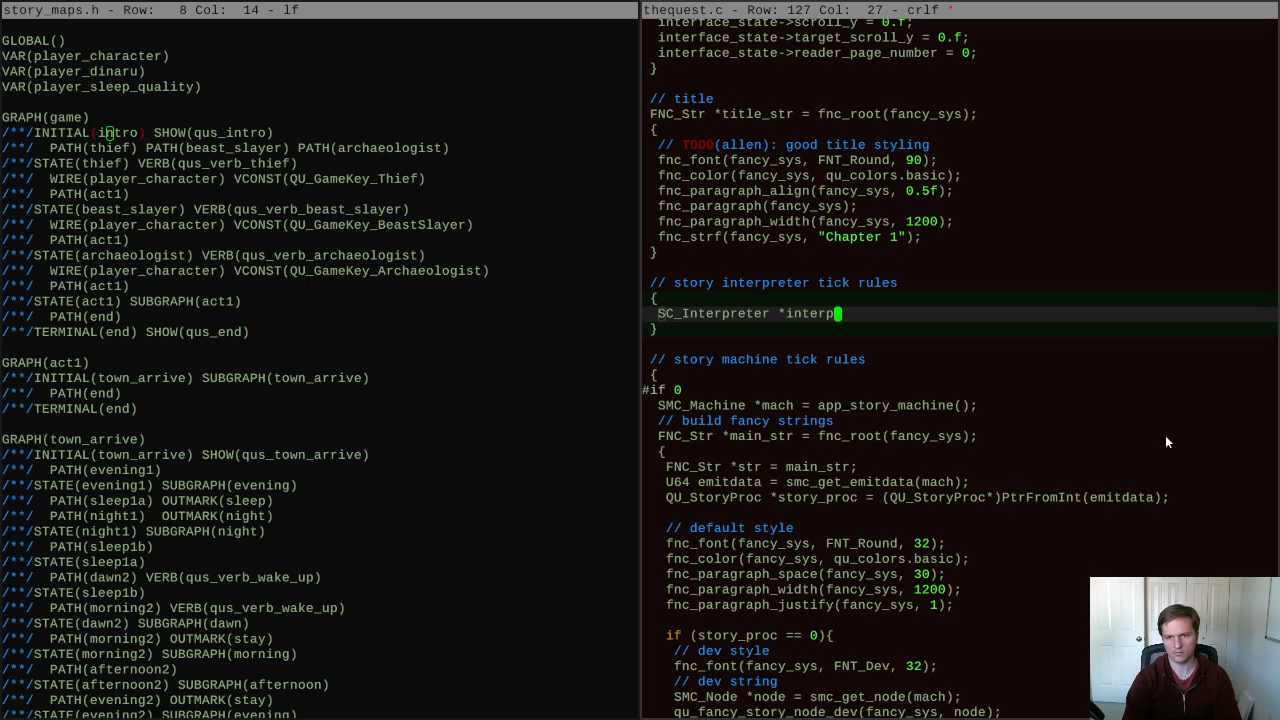 story_maps.h - Row:   8 Col:  14 - lf
GLOBAL()
VAR(player_character)
VAR(player_dinaru)
VAR(player_sleep_quality)
GRAPH(game)
/**/INITIAL(intro) SHOW(qus_intro)
/**/  PATH(thief) PATH(beast_slayer) PATH(archaeologist)
/**/STATE(thief) VERB(qus_verb_thief)
/**/  WIRE(player_character) VCONST(QU_GameKey_Thief)
/**/  PATH(act1)
/**/STATE(beast_slayer) VERB(qus_verb_beast_slayer)
/**/  WIRE(player_character) VCONST(QU_GameKey_BeastSlayer)
/**/  PATH(act1)
/**/STATE(archaeologist) VERB(qus_verb_archaeologist)
/**/  WIRE(player_character) VCONST(QU_GameKey_Archaeologist)
/**/  PATH(act1)
/**/STATE(act1) SUBGRAPH(act1)
/**/  PATH(end)
/**/TERMINAL(end) SHOW(qus_end)
GRAPH(act1)
/**/INITIAL(town_arrive) SUBGRAPH(town_arrive)
/**/  PATH(end)
/**/TERMINAL(end)
GRAPH(town_arrive)
/**/INITIAL(town_arrive) SHOW(qus_town_arrive)
/**/  PATH(evening1)
/**/STATE(evening1) SUBGRAPH(evening)
/**/  PATH(sleep1a) OUTMARK(sleep)
/**/  PATH(night1)  OUTMARK(night)
/**/STATE(night1) SUBGRAPH(night)
/**/  PATH(sleep1b)
/**/STATE(sleep1a)
/**/  PATH(dawn2) VERB(qus_verb_wake_up)
/**/STATE(sleep1b)
/**/  PATH(morning2) VERB(qus_verb_wake_up)
/**/STATE(dawn2) SUBGRAPH(dawn)
/**/  PATH(morning2) OUTMARK(stay)
/**/STATE(morning2) SUBGRAPH(morning)
/**/  PATH(afternoon2)
/**/STATE(afternoon2) SUBGRAPH(afternoon)
/**/  PATH(evening2) OUTMARK(stay)
/**/STATE(evening2) SUBGRAPH(evening)
thequest.c - Row: 127 Col:  27 - crlf *
interface_state->scroll_y = 0.f;
interface_state->target_scroll_y = 0.f;
interface_state->reader_page_number = 0;
}
// title
FNC_Str *title_str = fnc_root(fancy_sys);
{
// TODO(allen): good title styling
fnc_font(fancy_sys, FNT_Round, 90);
fnc_color(fancy_sys, qu_colors.basic);
fnc_paragraph_align(fancy_sys, 0.5f);
fnc_paragraph(fancy_sys);
fnc_paragraph_width(fancy_sys, 1200);
fnc_strf(fancy_sys, "Chapter 1");
}
// story interpreter tick rules
{
SC_Interpreter *interp
}
// story machine tick rules
{
#if 0
SMC_Machine *mach = app_story_machine();
// build fancy strings
FNC_Str *main_str = fnc_root(fancy_sys);
{
FNC_Str *str = main_str;
U64 emitdata = smc_get_emitdata(mach);
QU_StoryProc *story_proc = (QU_StoryProc*)PtrFromInt(emitdata);
// default style
fnc_font(fancy_sys, FNT_Round, 32);
fnc_color(fancy_sys, qu_colors.basic);
fnc_paragraph_space(fancy_sys, 30);
fnc_paragraph_width(fancy_sys, 1200);
fnc_paragraph_justify(fancy_sys, 1);
if (story_proc == 0){
// dev style
fnc_font(fancy_sys, FNT_Dev, 32);
// dev string
SMC_Node *node = smc_get_node(mach);
qu_fancy_story_node_dev(fancy_sys, node);